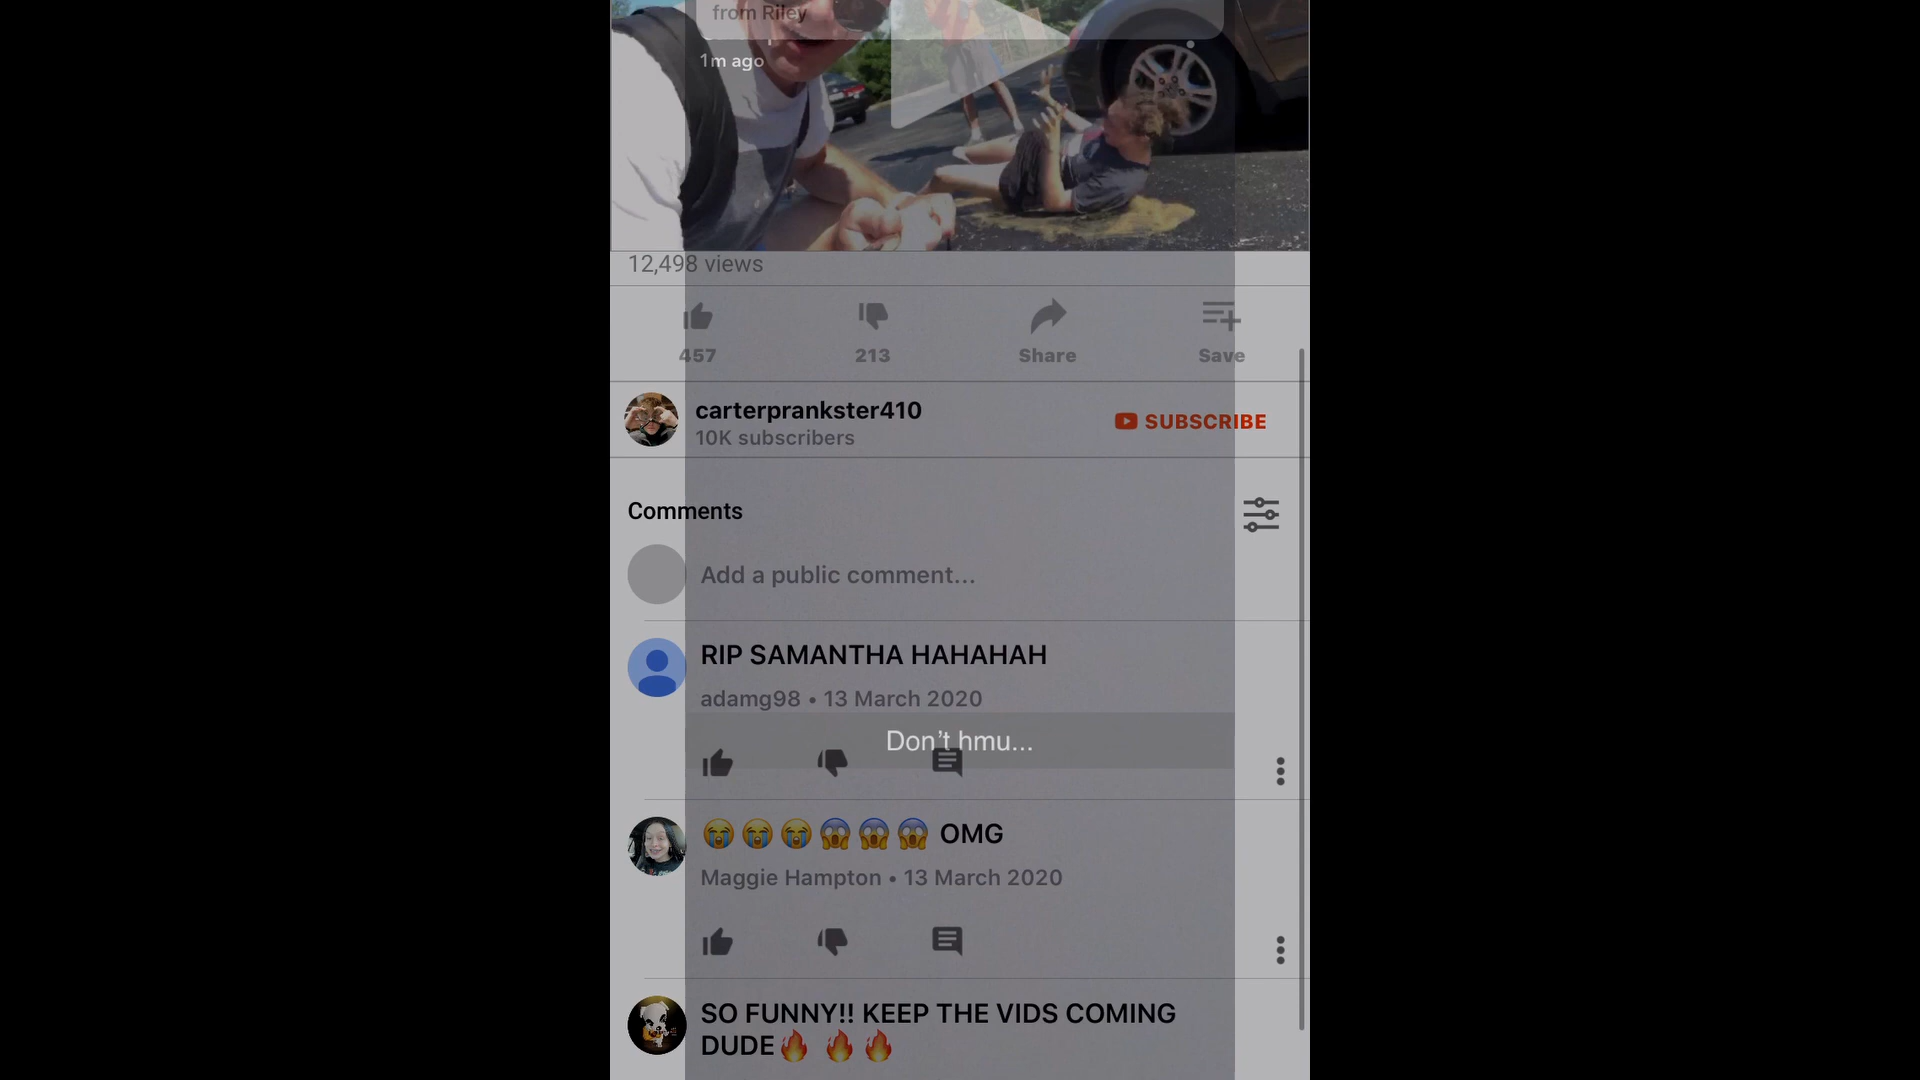 from Riley
1m ago
12,498 views
457
213
Share
Save
carterprankster410
SUBSCRIBE
10K subscribers
Comments
Add a public comment...
RIP SAMANTHA HAHAHAH
adamg98 • 13 March 2020
Don't hmu...
😭😭😭😱😱😱 OMG
Maggie Hampton • 13 March 2020
SO FUNNY!! KEEP THE VIDS COMING
DUDE🔥 🔥 🔥